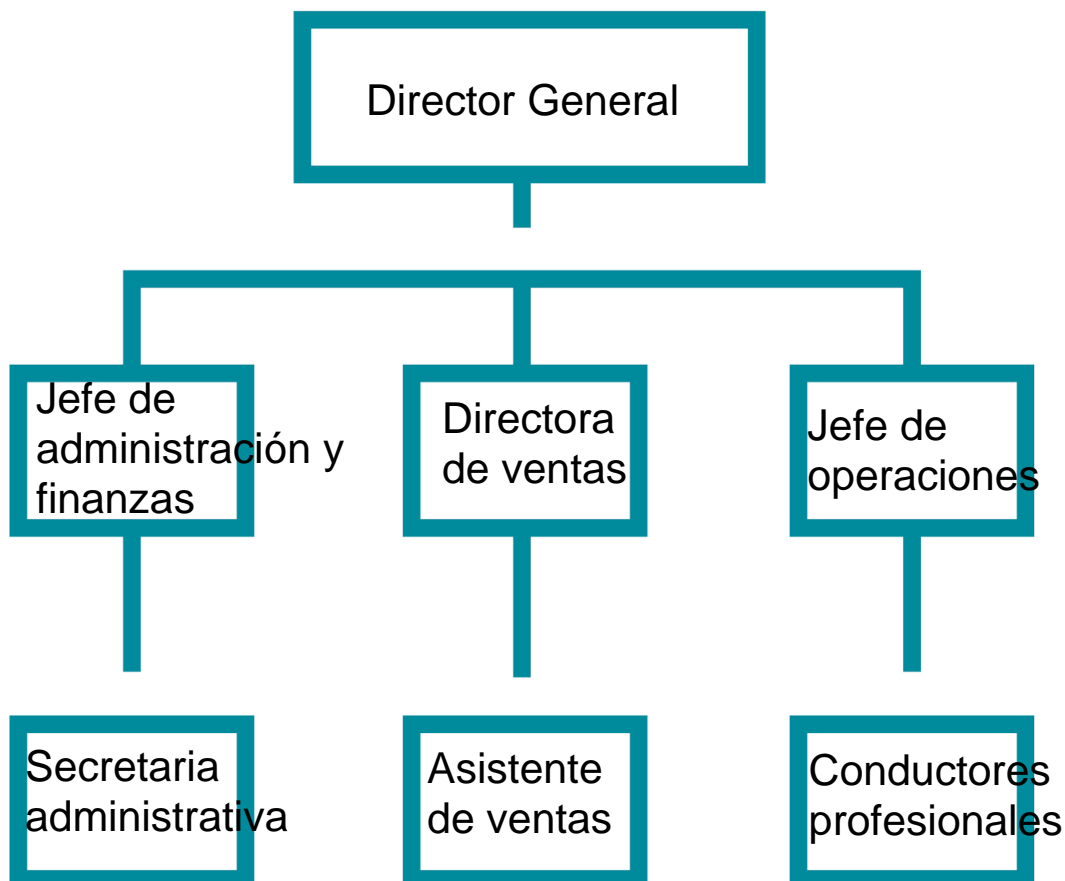 Director General
Jefe de
administración y
finanzas
Directora
de ventas
Jefe de
operaciones
Secretaria
administrativa
Asistente
de ventas
Conductores
profesionales